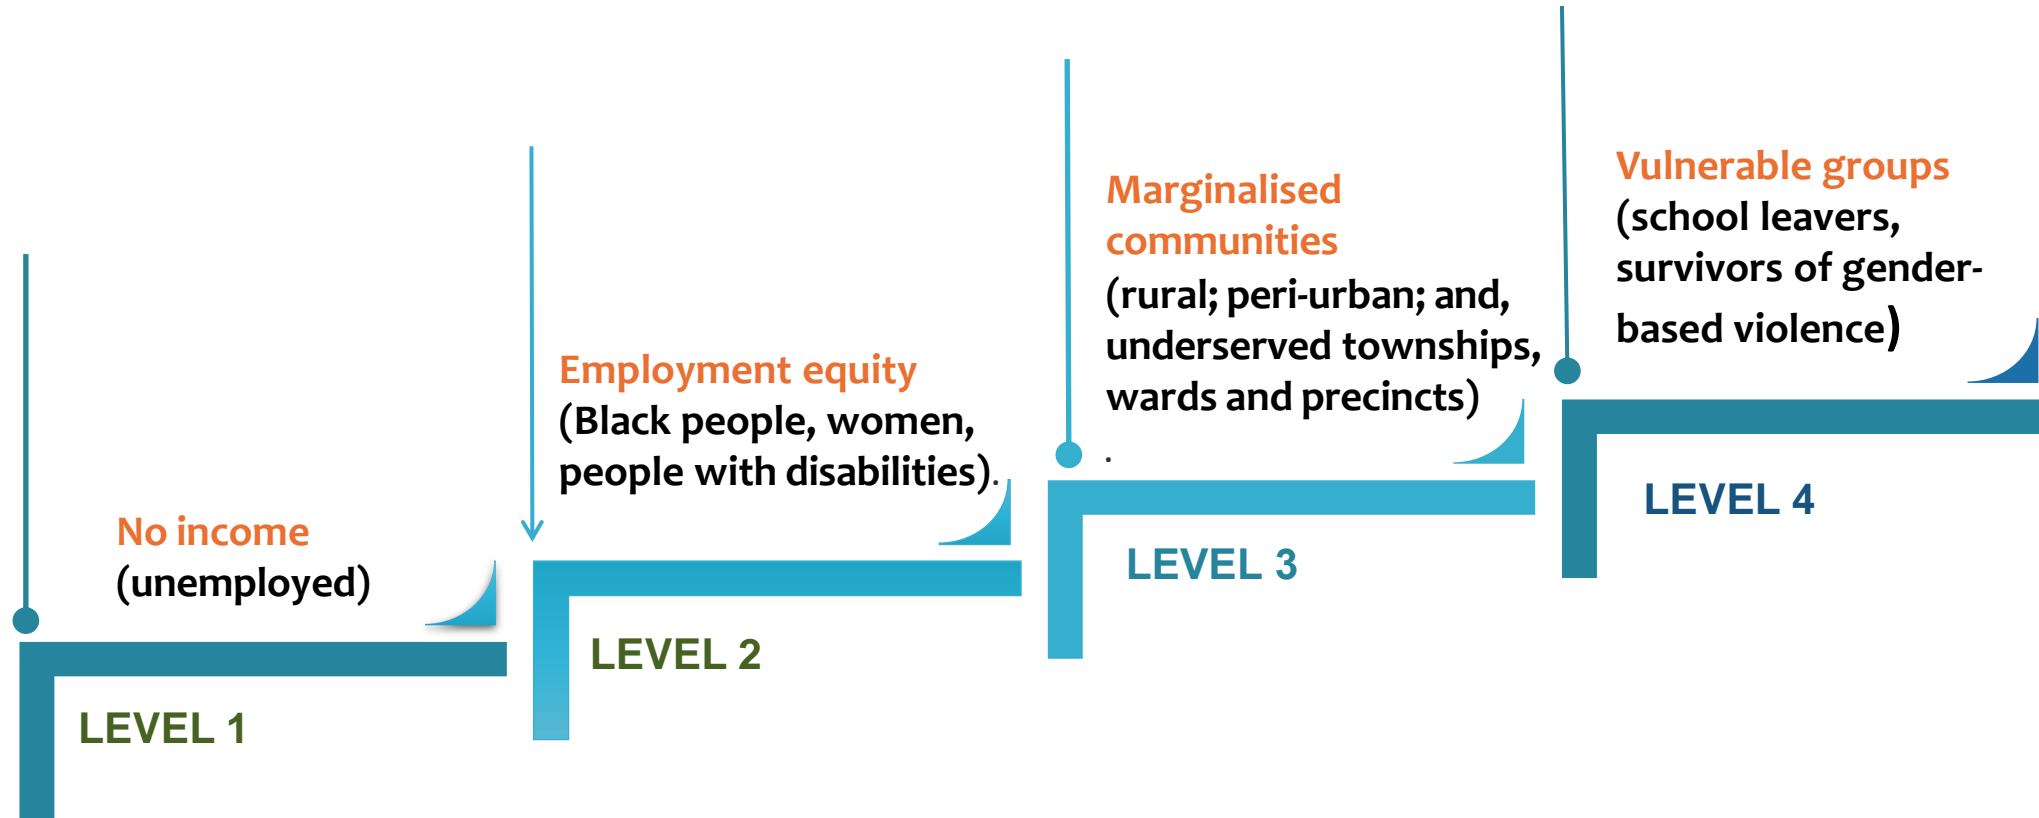 No income
(unemployed)
LEVEL 1
Employment equity
(Black people, women,
people with disabilities).
LEVEL 2
Marginalised
communities
(rural; peri-urban; and,
underserved townships,
wards and precincts)
.
LEVEL 3
Vulnerable groups
(school leavers,
survivors of gender-
based violence)
LEVEL 4